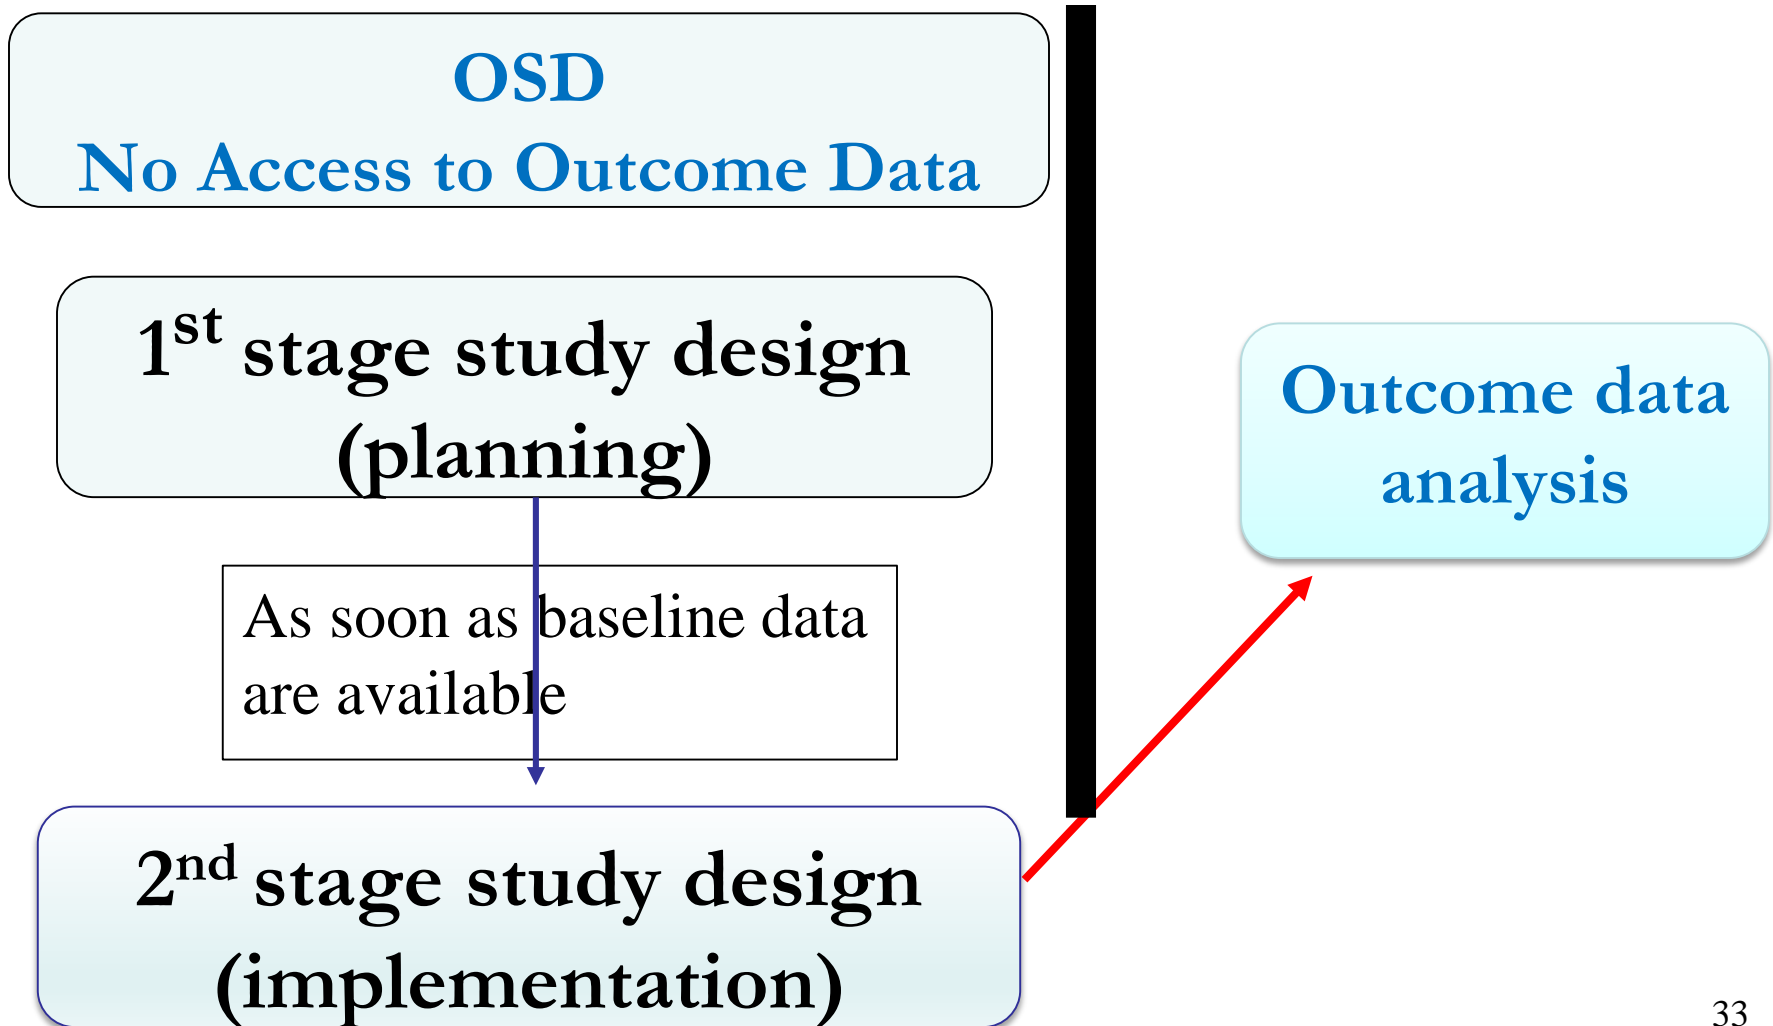 OSD
No Access to Outcome Data
1st stage study design
(planning)
As soon as baseline data
are available
2nd stage study design
(implementation)
Outcome data
analysis
33